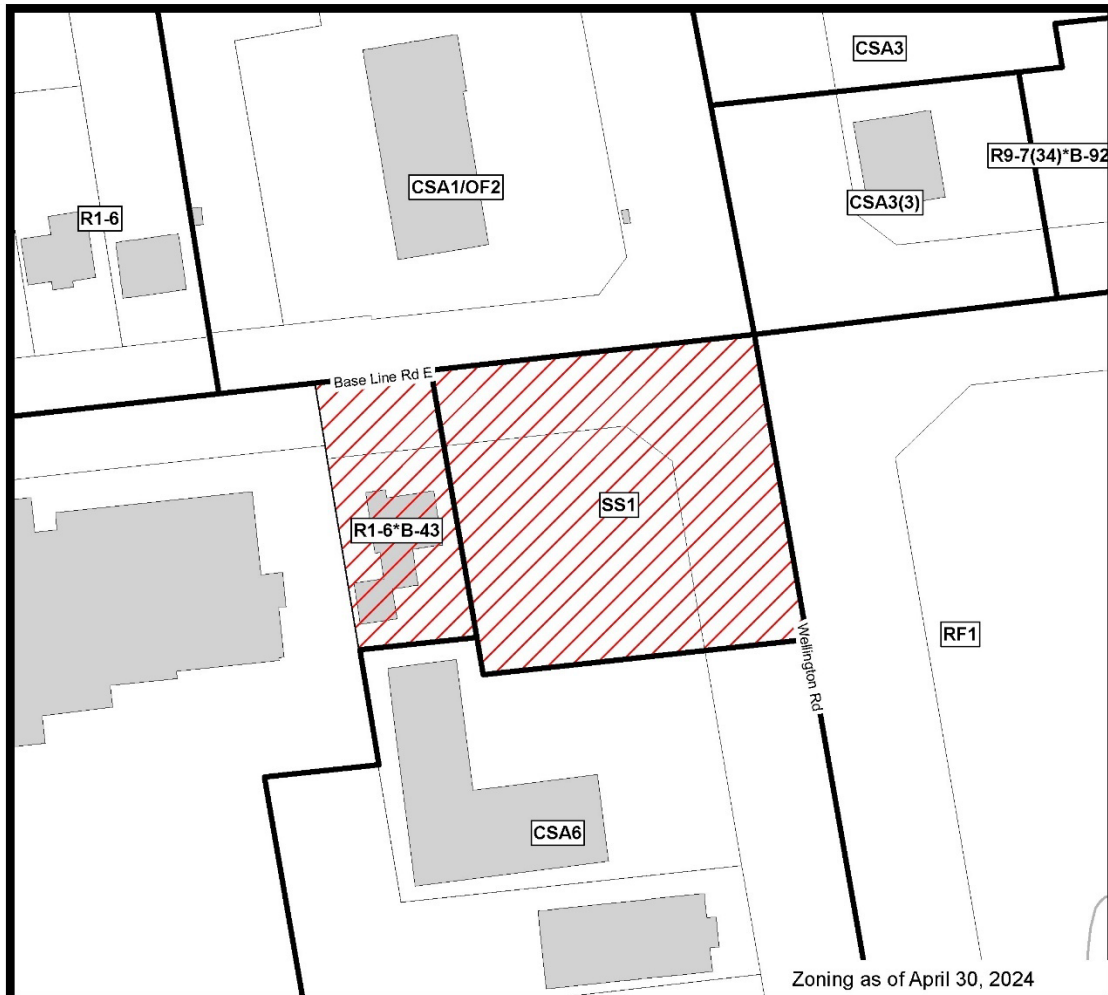 CSA3
R9-7(34)*B-92
CSA1/OF2
CSA3(3)
R1-6
Base Line Rd E
SS1
R1-6*B-43
RF1
Wellington Rd
CSA6
Zoning as of April 30, 2024